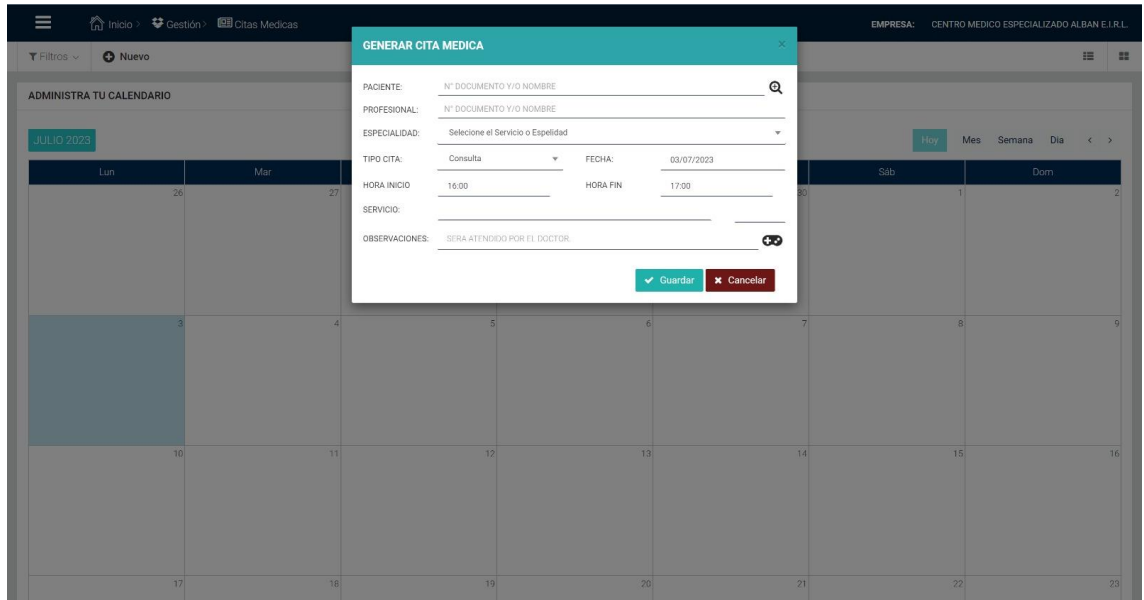 Inicio > Gestión > Citas Medicas EMPRESA: CENTRO MEDICO ESPECIALIZADO ALBAN E.I.R.L.
Filtros Nuevo
GENERAR CITA MEDICA ×
PACIENTE: N° DOCUMENTO Y/O NOMBRE
PROFESIONAL: N° DOCUMENTO Y/O NOMBRE
ESPECIALIDAD: Selecione el Servicio o Espelidad
TIPO CITA: Consulta FECHA: 03/07/2023
HORA INICIO 16:00 HORA FIN 17:00
SERVICIO:
OBSERVACIONES: SERA ATENDIDO POR EL DOCTOR
Guardar Cancelar
ADMINISTRA TU CALENDARIO
JULIO 2023 Hoy Mes Semana Dia < >
Lun Mar Sáb Dom
26 27 30 1 2
3 4 5 6 7 8 9
10 11 12 13 14 15 16
17 18 19 20 21 22 23